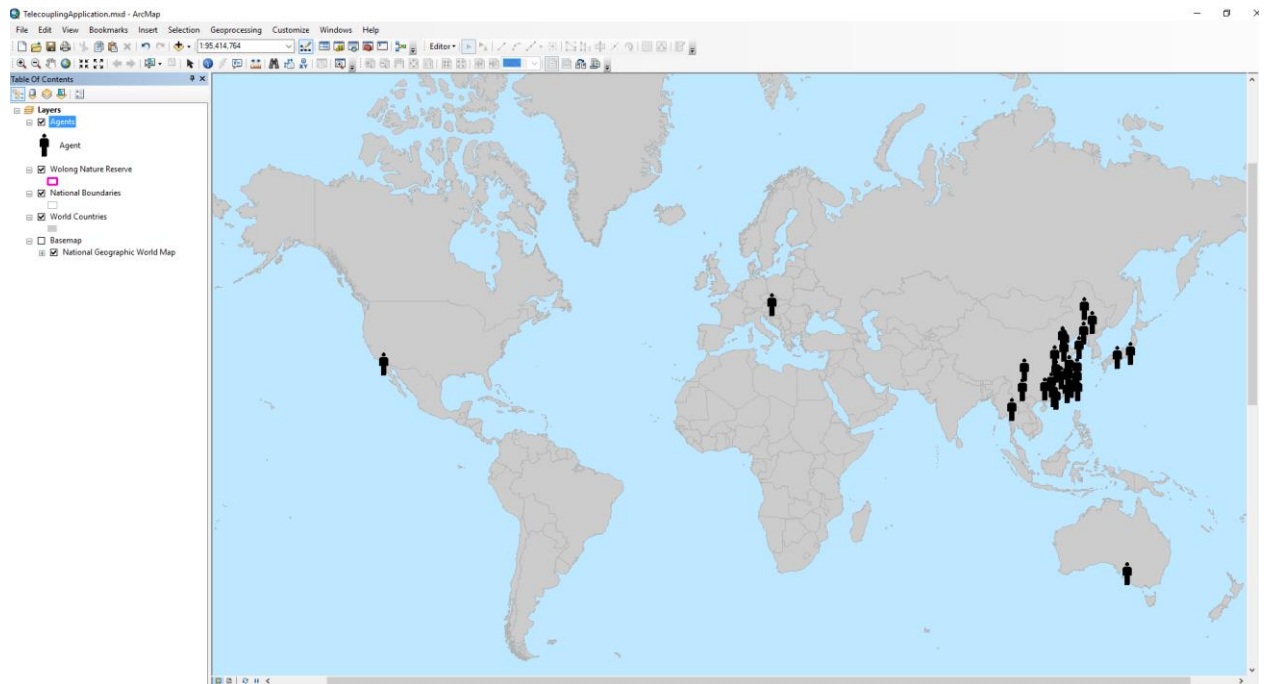 TelecouplingApplication.mxd - ArcMap
File Edit View Bookmarks Insert Selection Geoprocessing Customize Windows Help
1:95,414,764 Editor
Table Of Contents
Layers
Agents
Agent
Wolong Nature Reserve
National Boundaries
World Countries
Basemap
National Geographic World Map